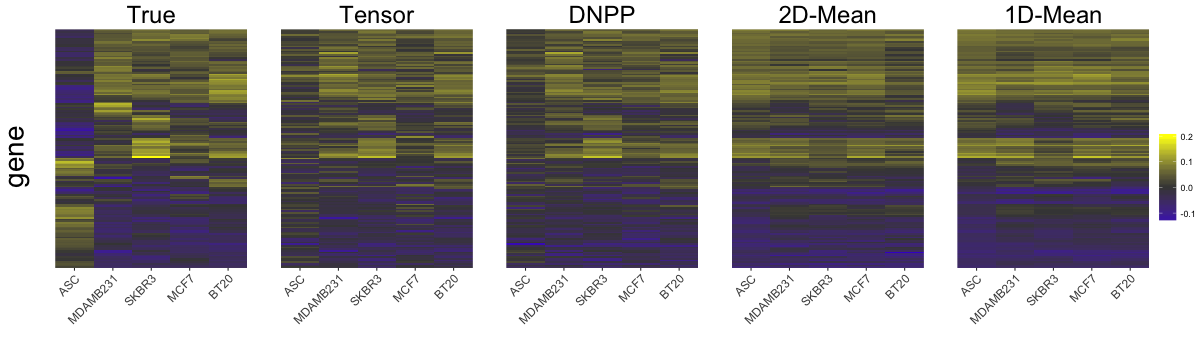 True Tensor DNPP 2D-Mean 1D-Mean
gene
0.2
0.1
0.0
-0.1
ASC MDAMB231 SKBR3 MCF7 BT20 ASC MDAMB231 SKBR3 MCF7 BT20 ASC MDAMB231 SKBR3 MCF7 BT20 ASC MDAMB231 SKBR3 MCF7 BT20 ASC MDAMB231 SKBR3 MCF7 BT20